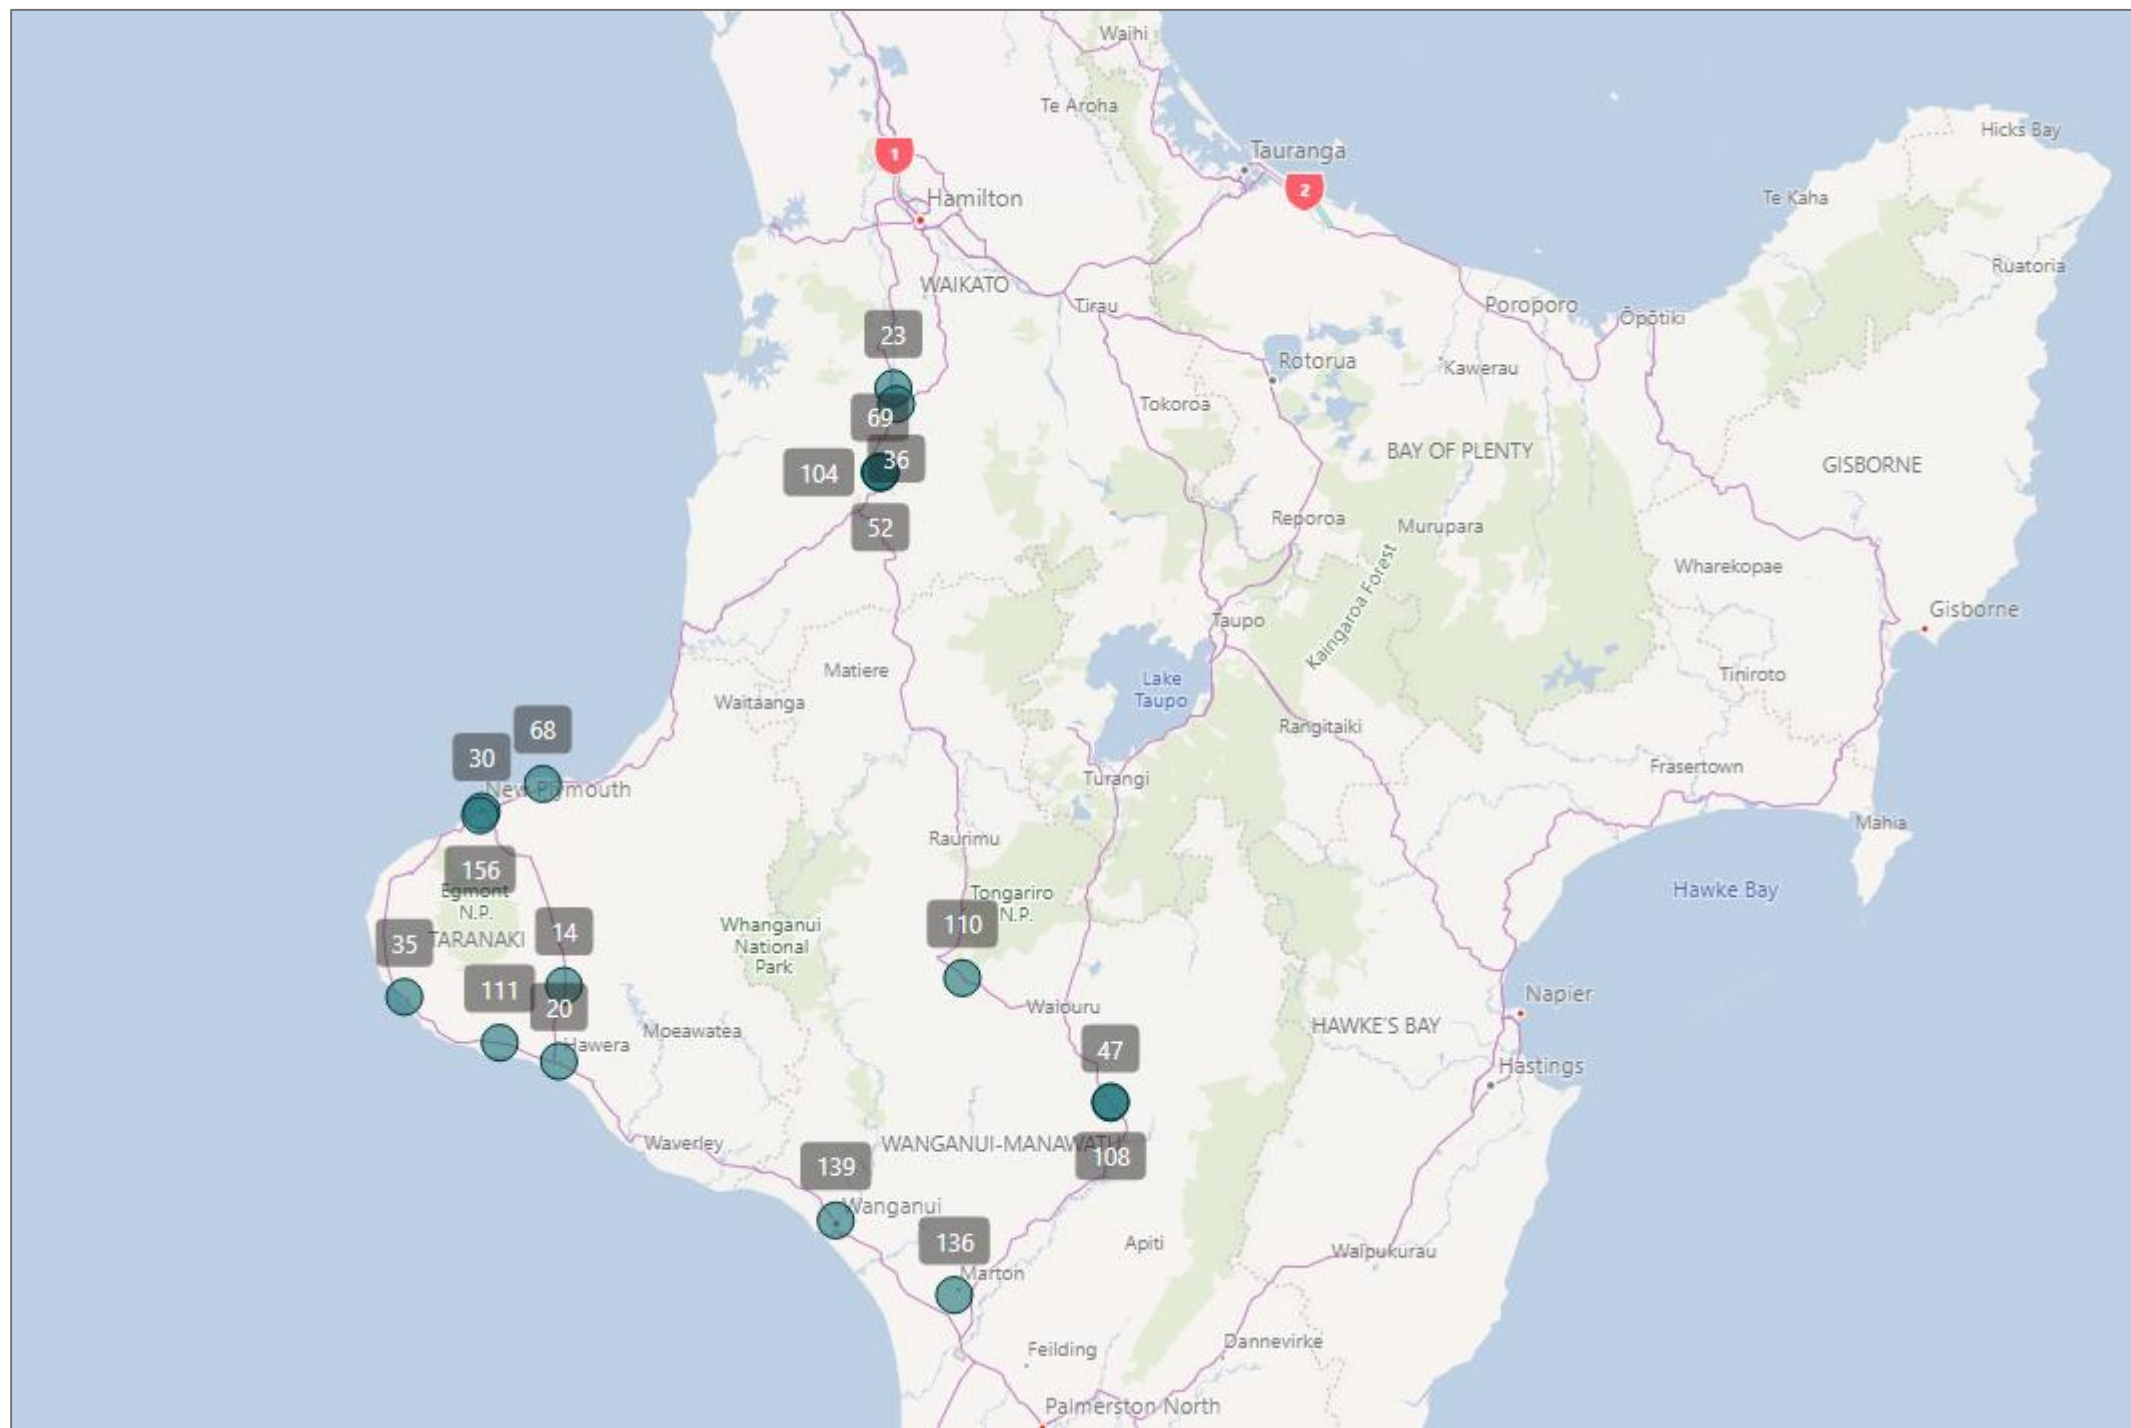 Waihi
Te Aroha
Hicks Bay
1
Tauranga
2
Hamilton
Te Kaha
WAIKATO
Ruatoria
Tirau
Poroporo
Ōpōtiki
23
Rotorua
Kawerau
69
Tokoroa
36
104
BAY OF PLENTY
GISBORNE
52
Reporoa
Murupara
Wharekopae
Kaingaroa Forest
Taupo
Gisborne
Matiere
Lake
Taupo
Tiniroto
Waitaanga
68
Rangitaiki
30
Frasertown
New Plymouth
Turangi
Raurimu
Mahia
156
Egmont
N.P.
Tongariro
N.P.
Hawke Bay
110
Whanganui
National
Park
35
TARANAKI
14
111
20
Waiouru
Napier
Moeawatea
Hawera
HAWKE'S BAY
47
Hastings
Waverley
WANGANUI-MANAWATU
108
139
Wanganui
136
Apiti
Waipukurau
Marton
Feilding
Dannevirke
Palmerston North